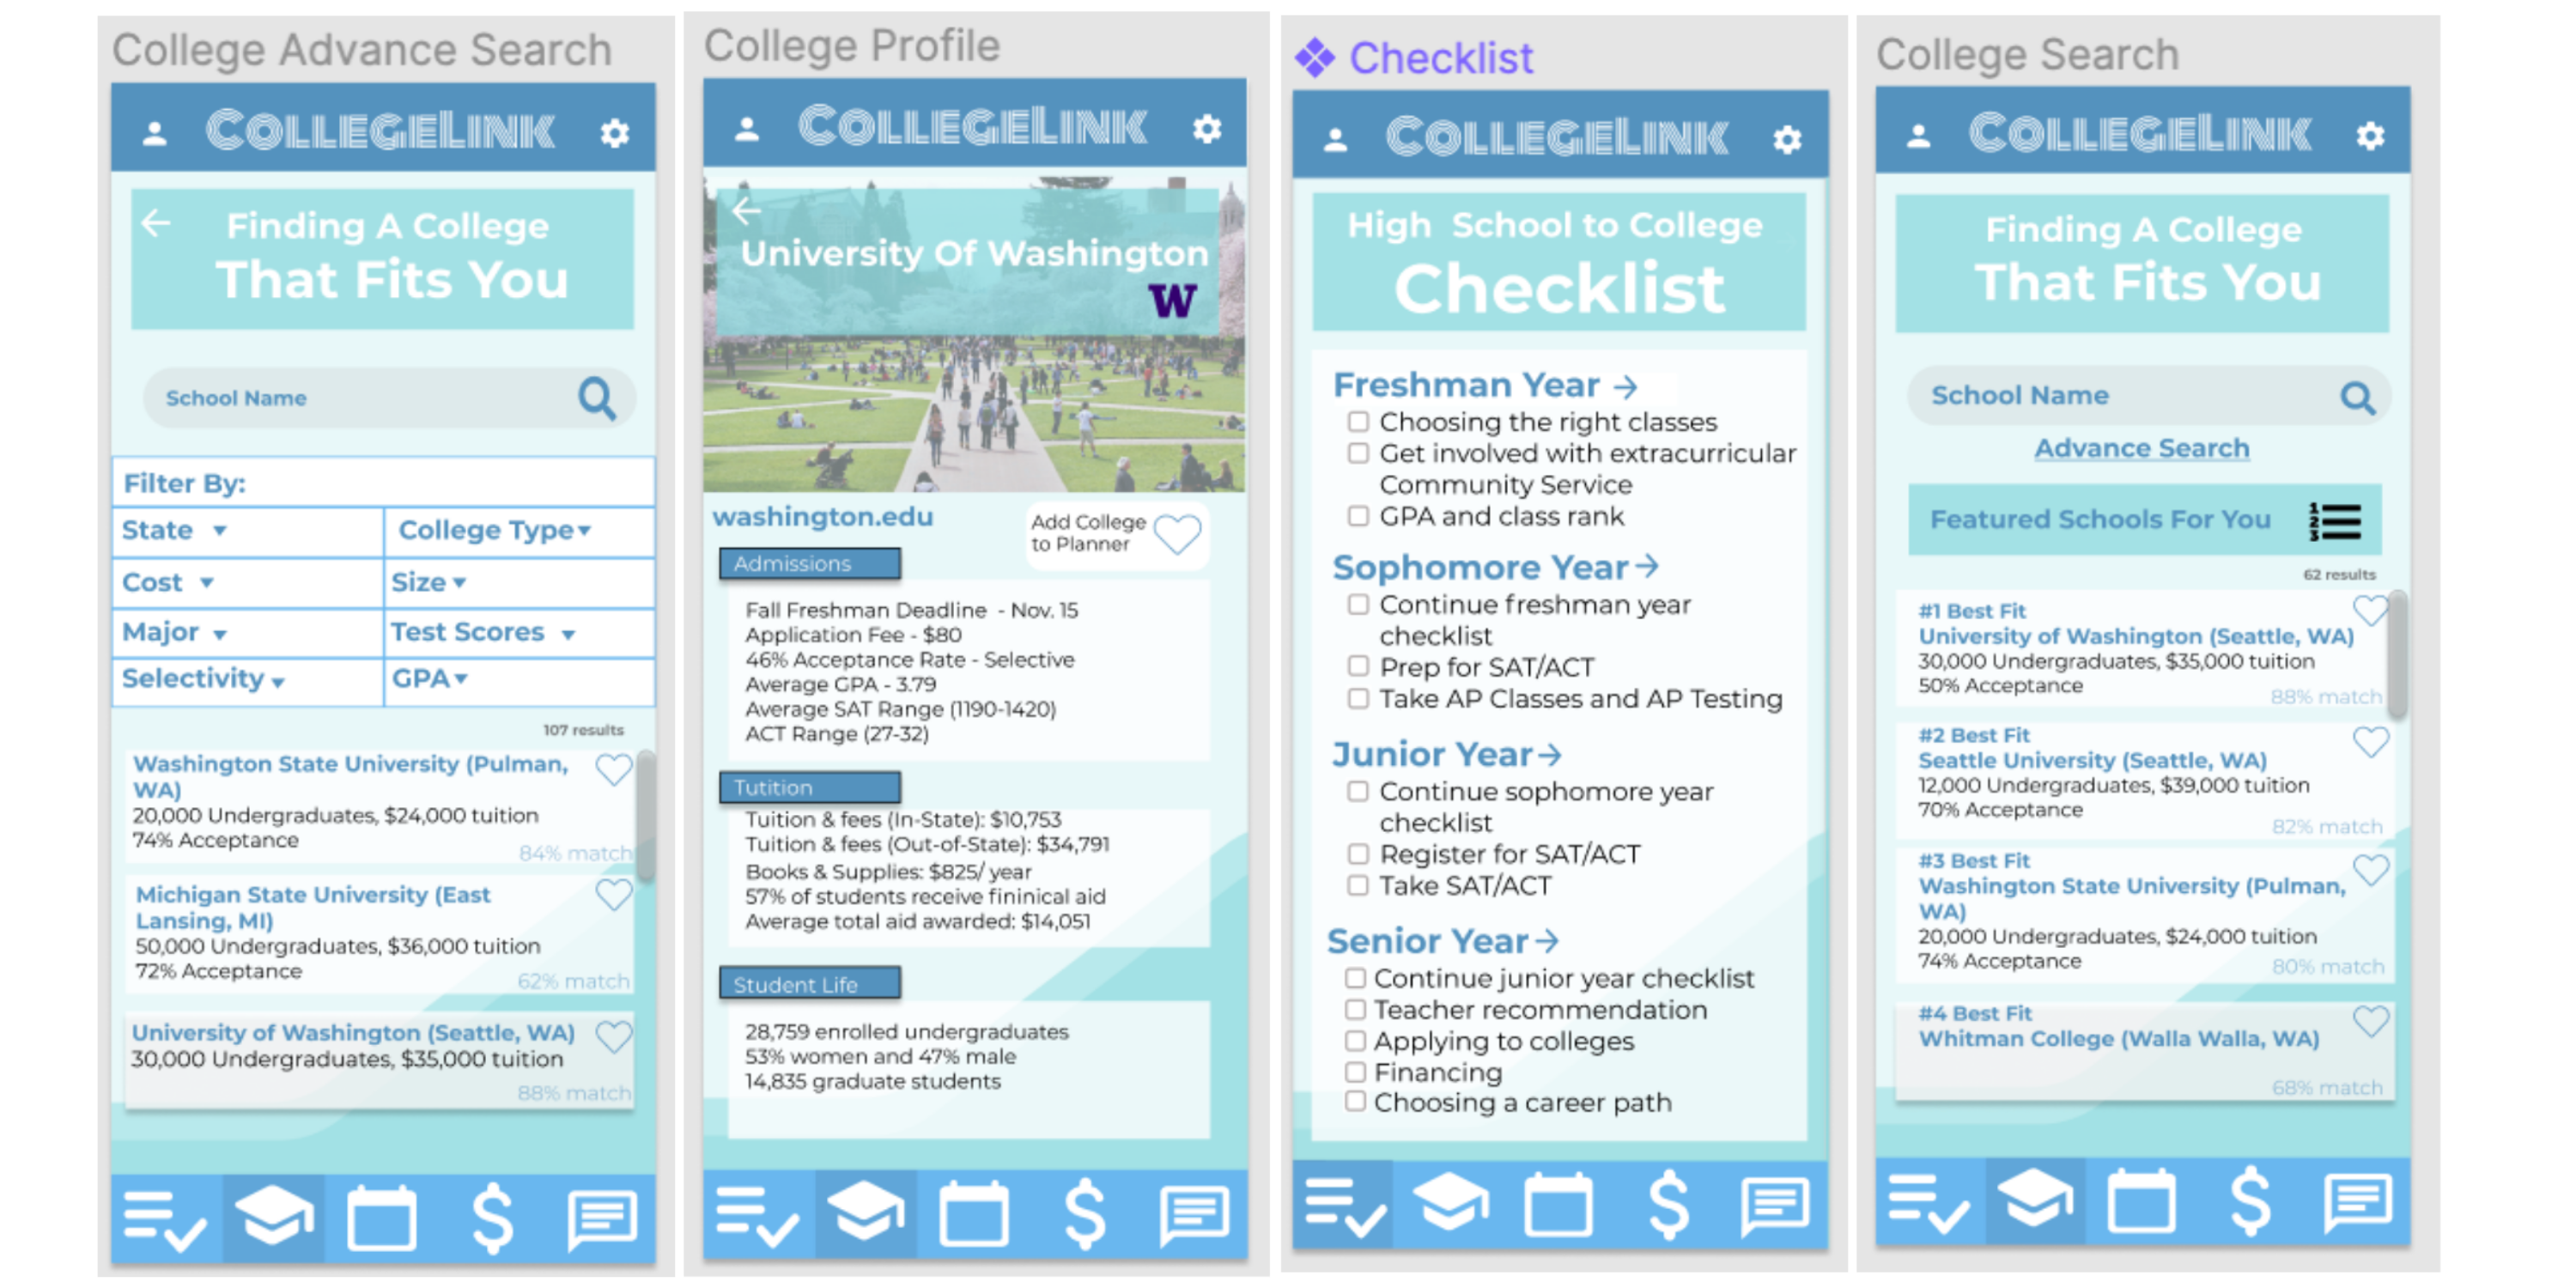 College Advance Search
COLLEGELINK
Finding A College
That Fits You
School Name
Filter By:
State
College Type
Cost
Size
Major
Test Scores
Selectivity
GPA
107 results
Washington State University (Pulman,
WA)
20,000 Undergraduates, $24,000 tuition
74% Acceptance
84% match
Michigan State University (East
Lansing, MI)
50,000 Undergraduates, $36,000 tuition
72% Acceptance
62% match
University of Washington (Seattle, WA)
30,000 Undergraduates, $35,000 tuition
88% match
College Profile
COLLEGELINK
University Of Washington
W
washington.edu
Add College
to Planner
Admissions
Fall Freshman Deadline - Nov. 15
Application Fee - $80
46% Acceptance Rate - Selective
Average GPA - 3.79
Average SAT Range (1190-1420)
ACT Range (27-32)
Tutition
Tuition & fees (In-State): $10,753
Tuition & fees (Out-of-State): $34,791
Books & Supplies: $825/ year
57% of students receive fininical aid
Average total aid awarded: $14,051
Student Life
28,759 enrolled undergraduates
53% women and 47% male
14,835 graduate students
Checklist
COLLEGELINK
High School to College
Checklist
Freshman Year →
Choosing the right classes
Get involved with extracurricular
Community Service
GPA and class rank
Sophomore Year →
Continue freshman year
checklist
Prep for SAT/ACT
Take AP Classes and AP Testing
Junior Year →
Continue sophomore year
checklist
Register for SAT/ACT
Take SAT/ACT
Senior Year →
Continue junior year checklist
Teacher recommendation
Applying to colleges
Financing
Choosing a career path
College Search
COLLEGELINK
Finding A College
That Fits You
School Name
Advance Search
Featured Schools For You
62 results
#1 Best Fit
University of Washington (Seattle, WA)
30,000 Undergraduates, $35,000 tuition
50% Acceptance
88% match
#2 Best Fit
Seattle University (Seattle, WA)
12,000 Undergraduates, $39,000 tuition
70% Acceptance
82% match
#3 Best Fit
Washington State University (Pulman,
WA)
20,000 Undergraduates, $24,000 tuition
74% Acceptance
80% match
#4 Best Fit
Whitman College (Walla Walla, WA)
68% match